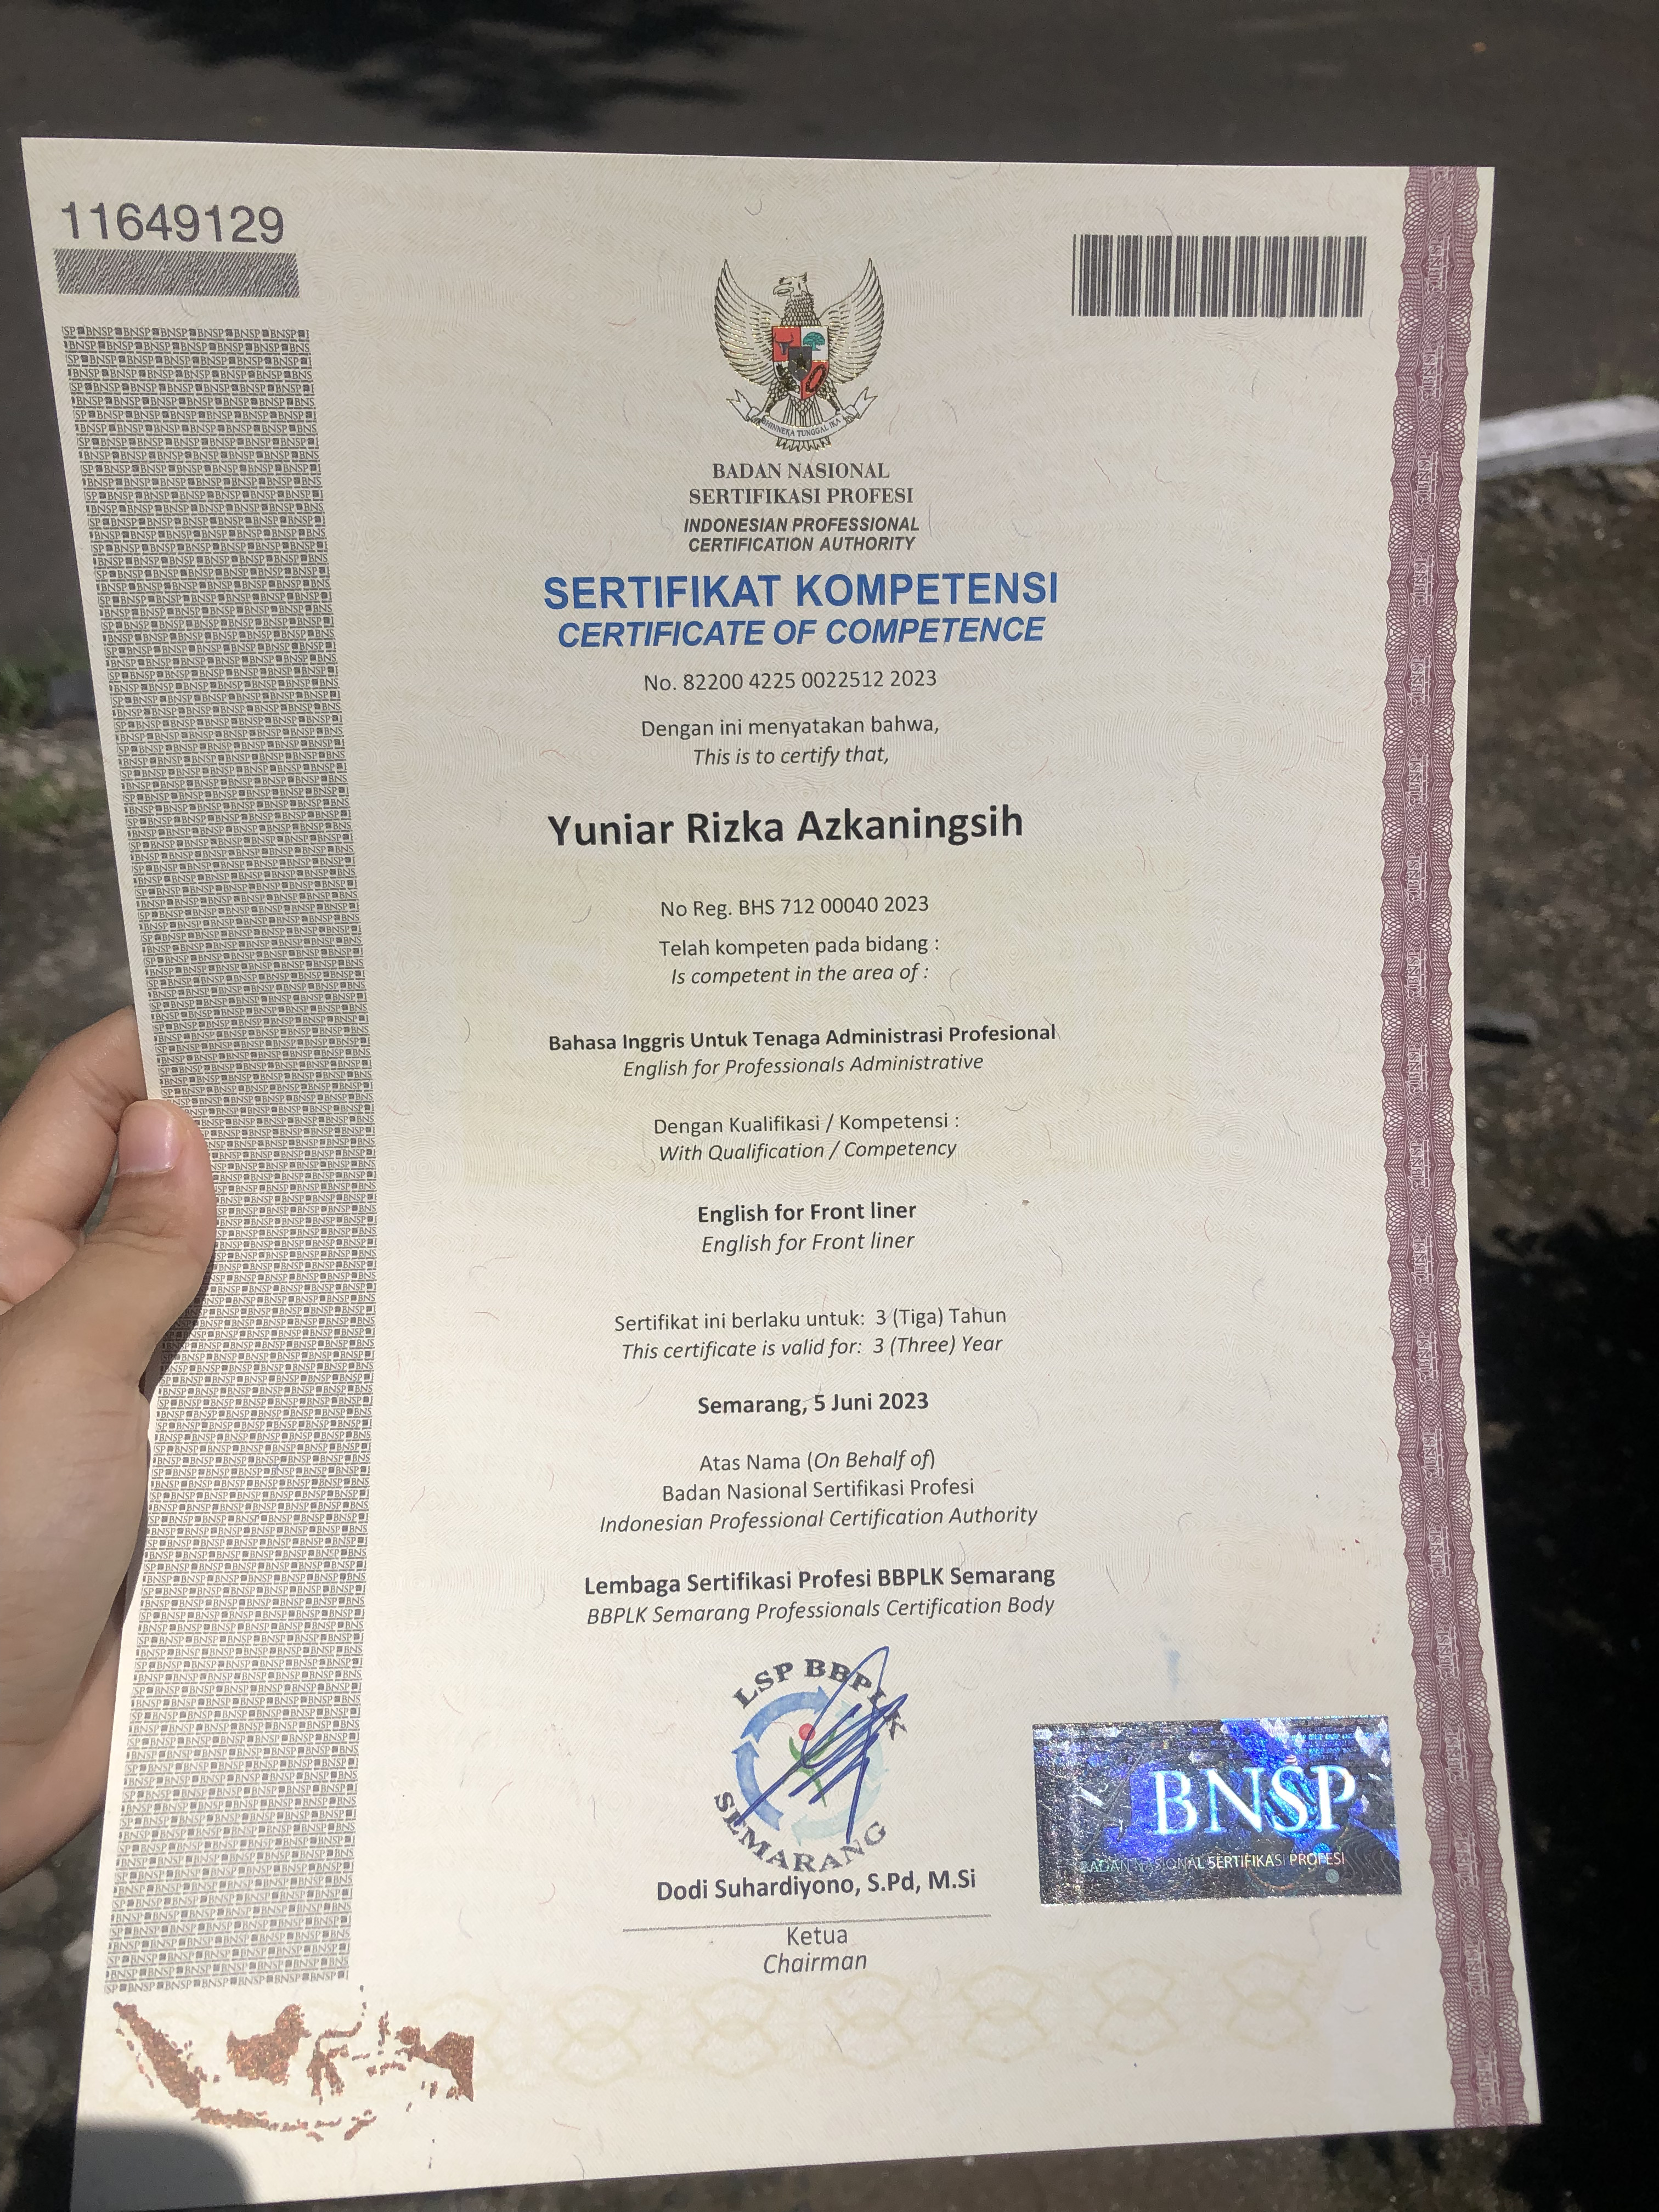 11649129
BHINNEKA TUNGGAL IKA
BADAN NASIONAL
SERTIFIKASI PROFESI
INDONESIAN PROFESSIONAL
CERTIFICATION AUTHORITY
SERTIFIKAT KOMPETENSI
CERTIFICATE OF COMPETENCE
No. 82200 4225 0022512 2023
Dengan ini menyatakan bahwa,
This is to certify that,
Yuniar Rizka Azkaningsih
No Reg. BHS 712 00040 2023
Telah kompeten pada bidang :
Is competent in the area of :
Bahasa Inggris Untuk Tenaga Administrasi Profesional
English for Professionals Administrative
Dengan Kualifikasi / Kompetensi :
With Qualification / Competency
English for Front liner
English for Front liner
Sertifikat ini berlaku untuk: 3 (Tiga) Tahun
This certificate is valid for: 3 (Three) Year
Semarang, 5 Juni 2023
Atas Nama (On Behalf of)
Badan Nasional Sertifikasi Profesi
Indonesian Professional Certification Authority
Lembaga Sertifikasi Profesi BBPLK Semarang
BBPLK Semarang Professionals Certification Body
LSP BBPLK
SEMARANG
BNSP
BADAN NASIONAL SERTIFIKASI PROFESI
Dodi Suhardiyono, S.Pd, M.Si
Ketua
Chairman